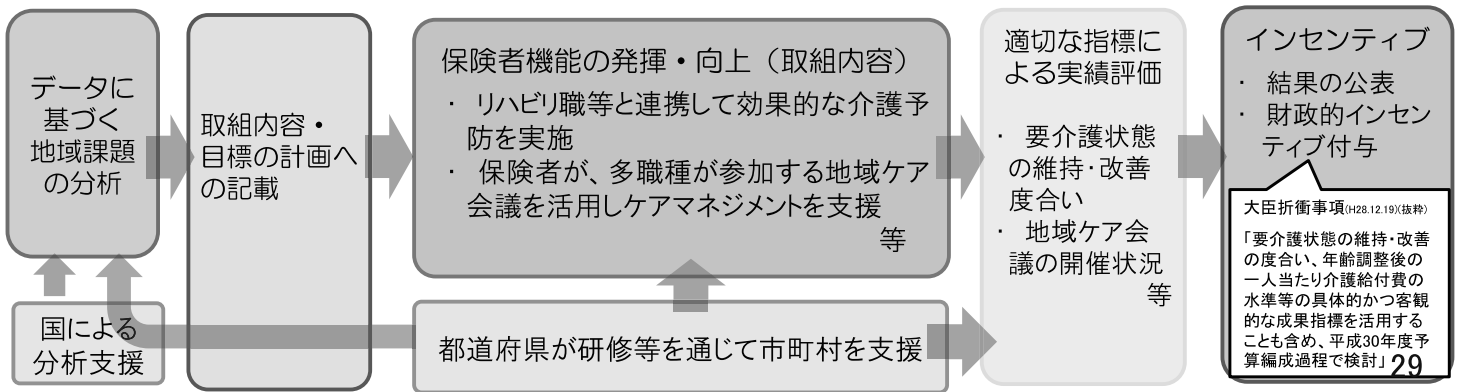 データに
基づく
地域課題
の分析
国による
分析支援
取組内容・
目標の計画へ
の記載
保険者機能の発揮・向上（取組内容）
・ リハビリ職等と連携して効果的な介護予
防を実施
・ 保険者が、多職種が参加する地域ケア
会議を活用しケアマネジメントを支援
等
都道府県が研修等を通じて市町村を支援
適切な指標に
よる実績評価
・ 要介護状態
の維持・改善
度合い
・ 地域ケア会
議の開催状況
等
インセンティブ
・ 結果の公表
・ 財政的インセン
ティブ付与
大臣折衝事項(H28.12.19)(抜粋)
「要介護状態の維持・改善
の度合い、年齢調整後の
一人当たり介護給付費の
水準等の具体的かつ客観
的な成果指標を活用する
ことも含め、平成30年度予
算編成過程で検討」
29